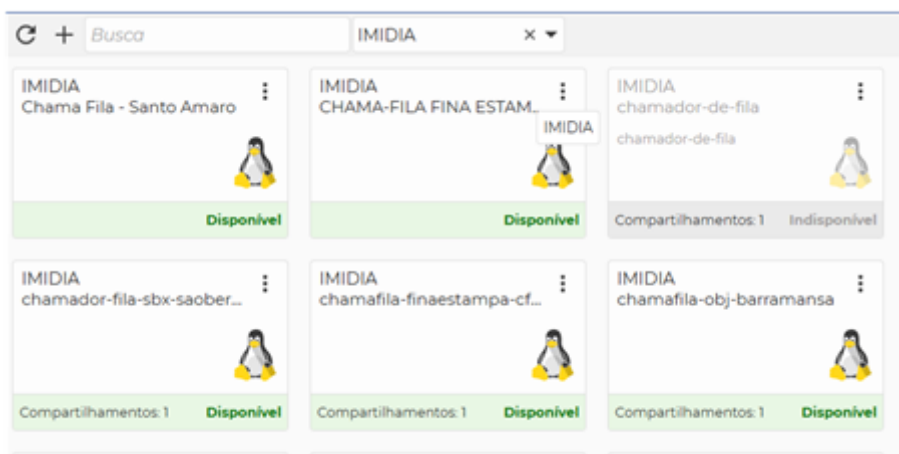 Busca
IMIDIA
IMIDIA
Chama Fila - Santo Amaro
Disponível
IMIDIA
CHAMA-FILA FINA ESTAM...
IMIDIA
Disponível
IMIDIA
chamador-de-fila
chamador-de-fila
Compartilhamentos: 1 Indisponível
IMIDIA
chamador-fila-sbx-saober...
Compartilhamentos: 1 Disponível
IMIDIA
chamafila-finaestampa-cf...
Compartilhamentos: 1 Disponível
IMIDIA
chamafila-obj-barramansa
Compartilhamentos: 1 Disponível